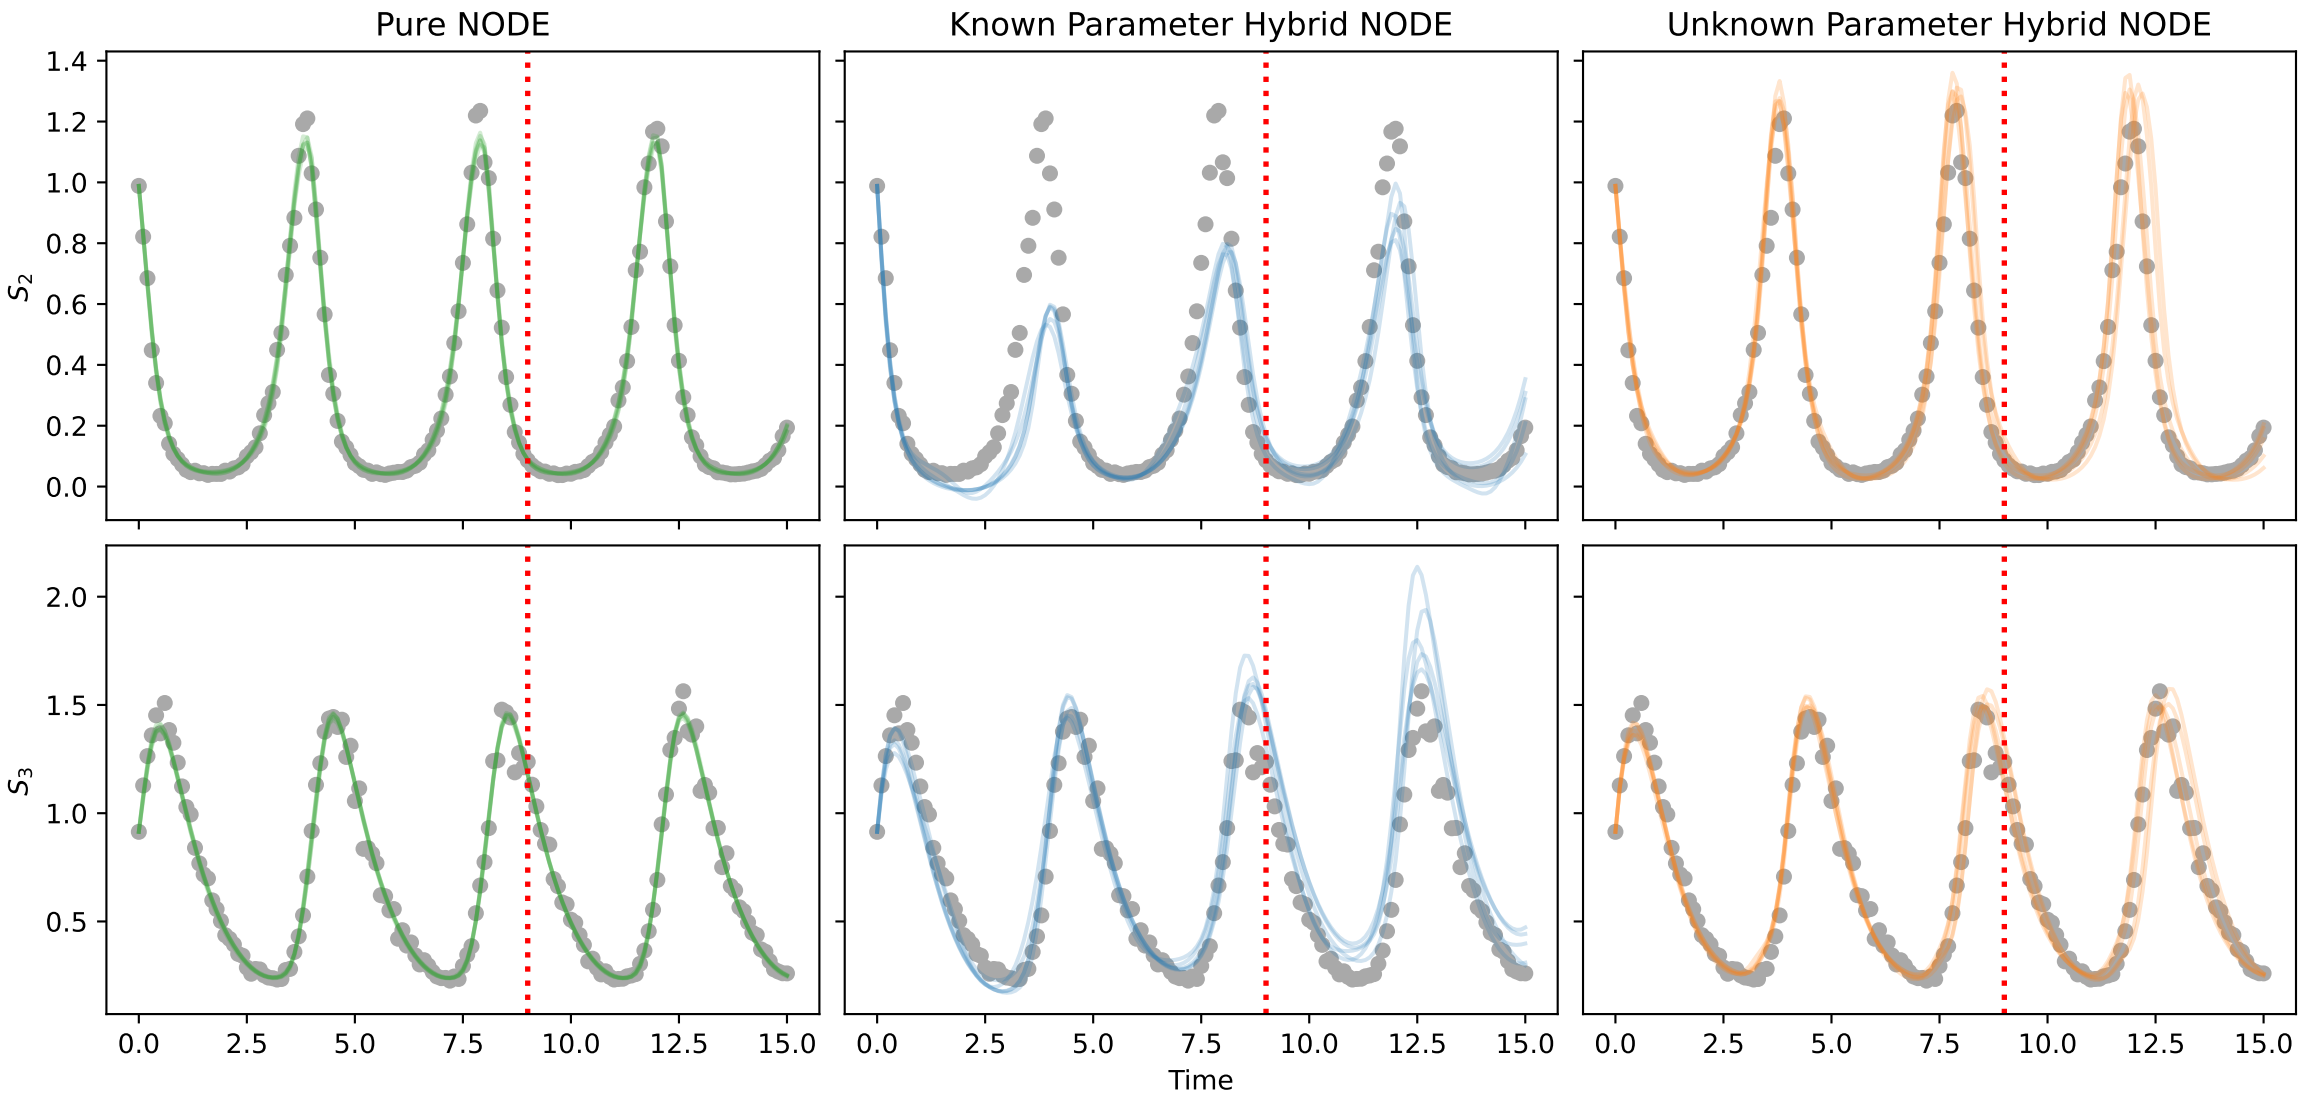 Pure NODE
Known Parameter Hybrid NODE
Unknown Parameter Hybrid NODE
1.4
1.2
1.0
0.8
0.6
0.4
0.2
0.0
S₂
2.0
1.5
1.0
0.5
S₃
0.0 2.5 5.0 7.5 10.0 12.5 15.0
0.0 2.5 5.0 7.5 10.0 12.5 15.0
0.0 2.5 5.0 7.5 10.0 12.5 15.0
Time